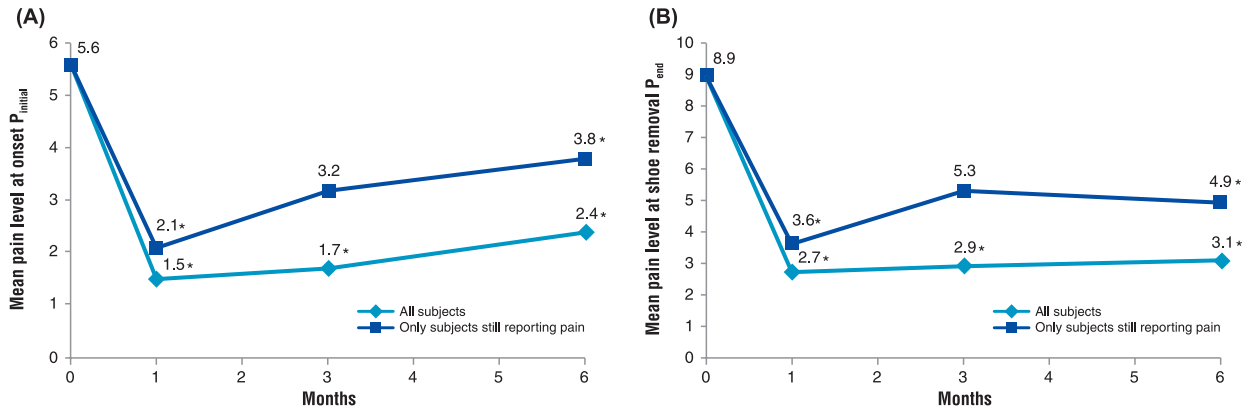 (A)
Mean pain level at onset P_initial
6
5
4
3
2
1
0
5.6
2.1*
3.2
3.8*
1.5*
1.7*
2.4*
All subjects
Only subjects still reporting pain
0 1 2 3 4 5 6
Months
(B)
Mean pain level at shoe removal P_end
10
9
8
7
6
5
4
3
2
1
0
8.9
3.6*
5.3
4.9*
2.7*
2.9*
3.1*
All subjects
Only subjects still reporting pain
0 1 2 3 4 5 6
Months